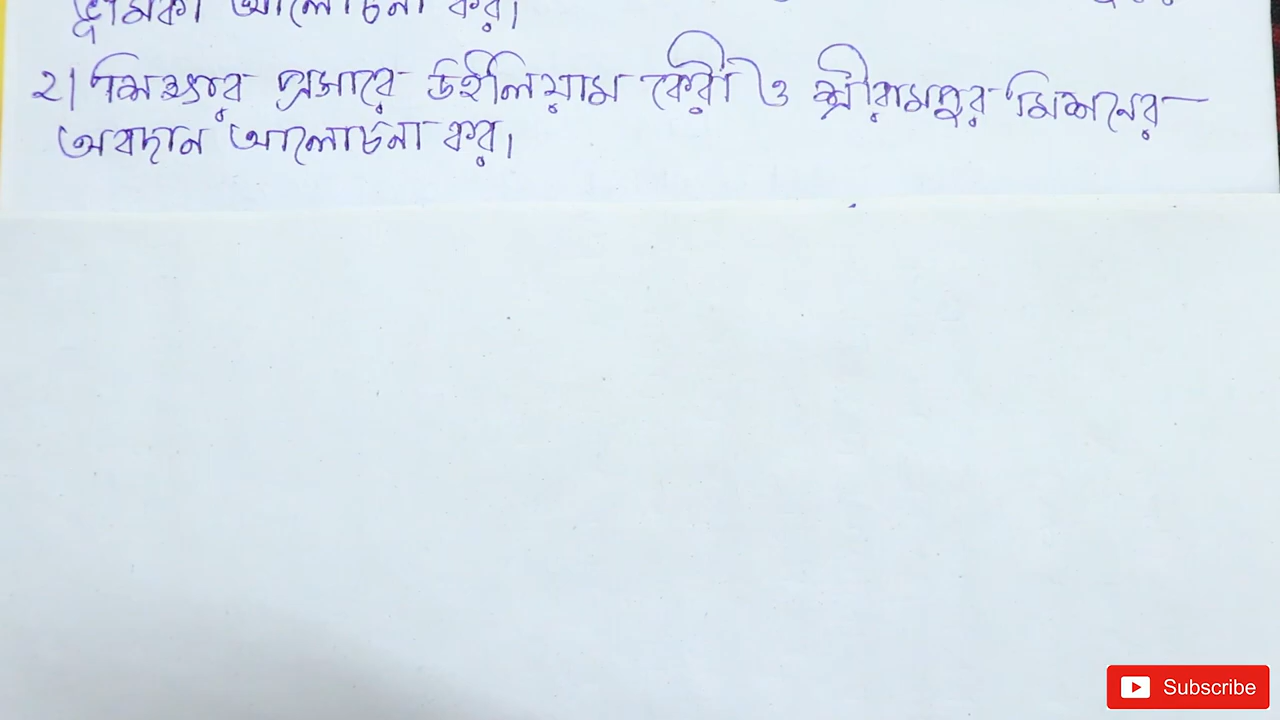 ভূমিকা আলোচনা কর।
২। শিক্ষার প্রসারে উইলিয়াম কেরী ও শ্রীরামপুর মিশনের
অবদান আলোচনা কর।
Subscribe